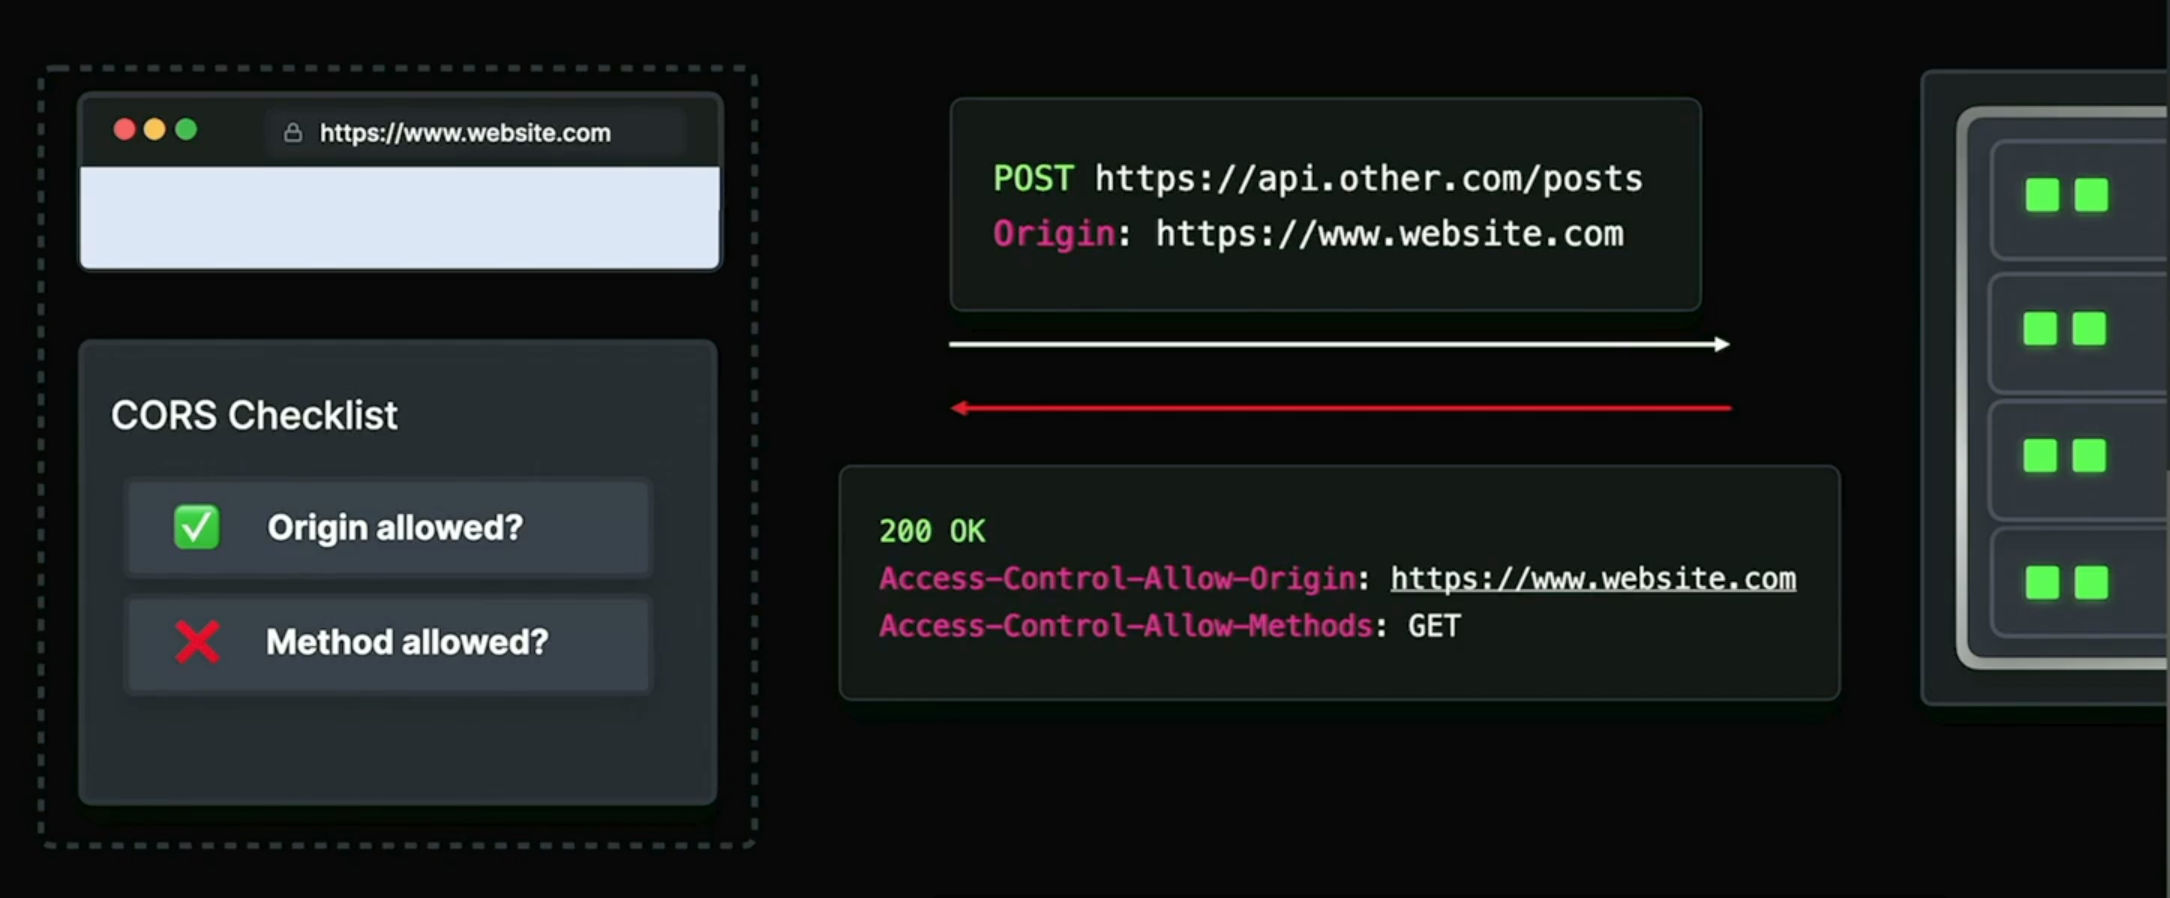 https://www.website.com
CORS Checklist
Origin allowed?
Method allowed?
POST https://api.other.com/posts
Origin: https://www.website.com
200 OK
Access-Control-Allow-Origin: https://www.website.com
Access-Control-Allow-Methods: GET